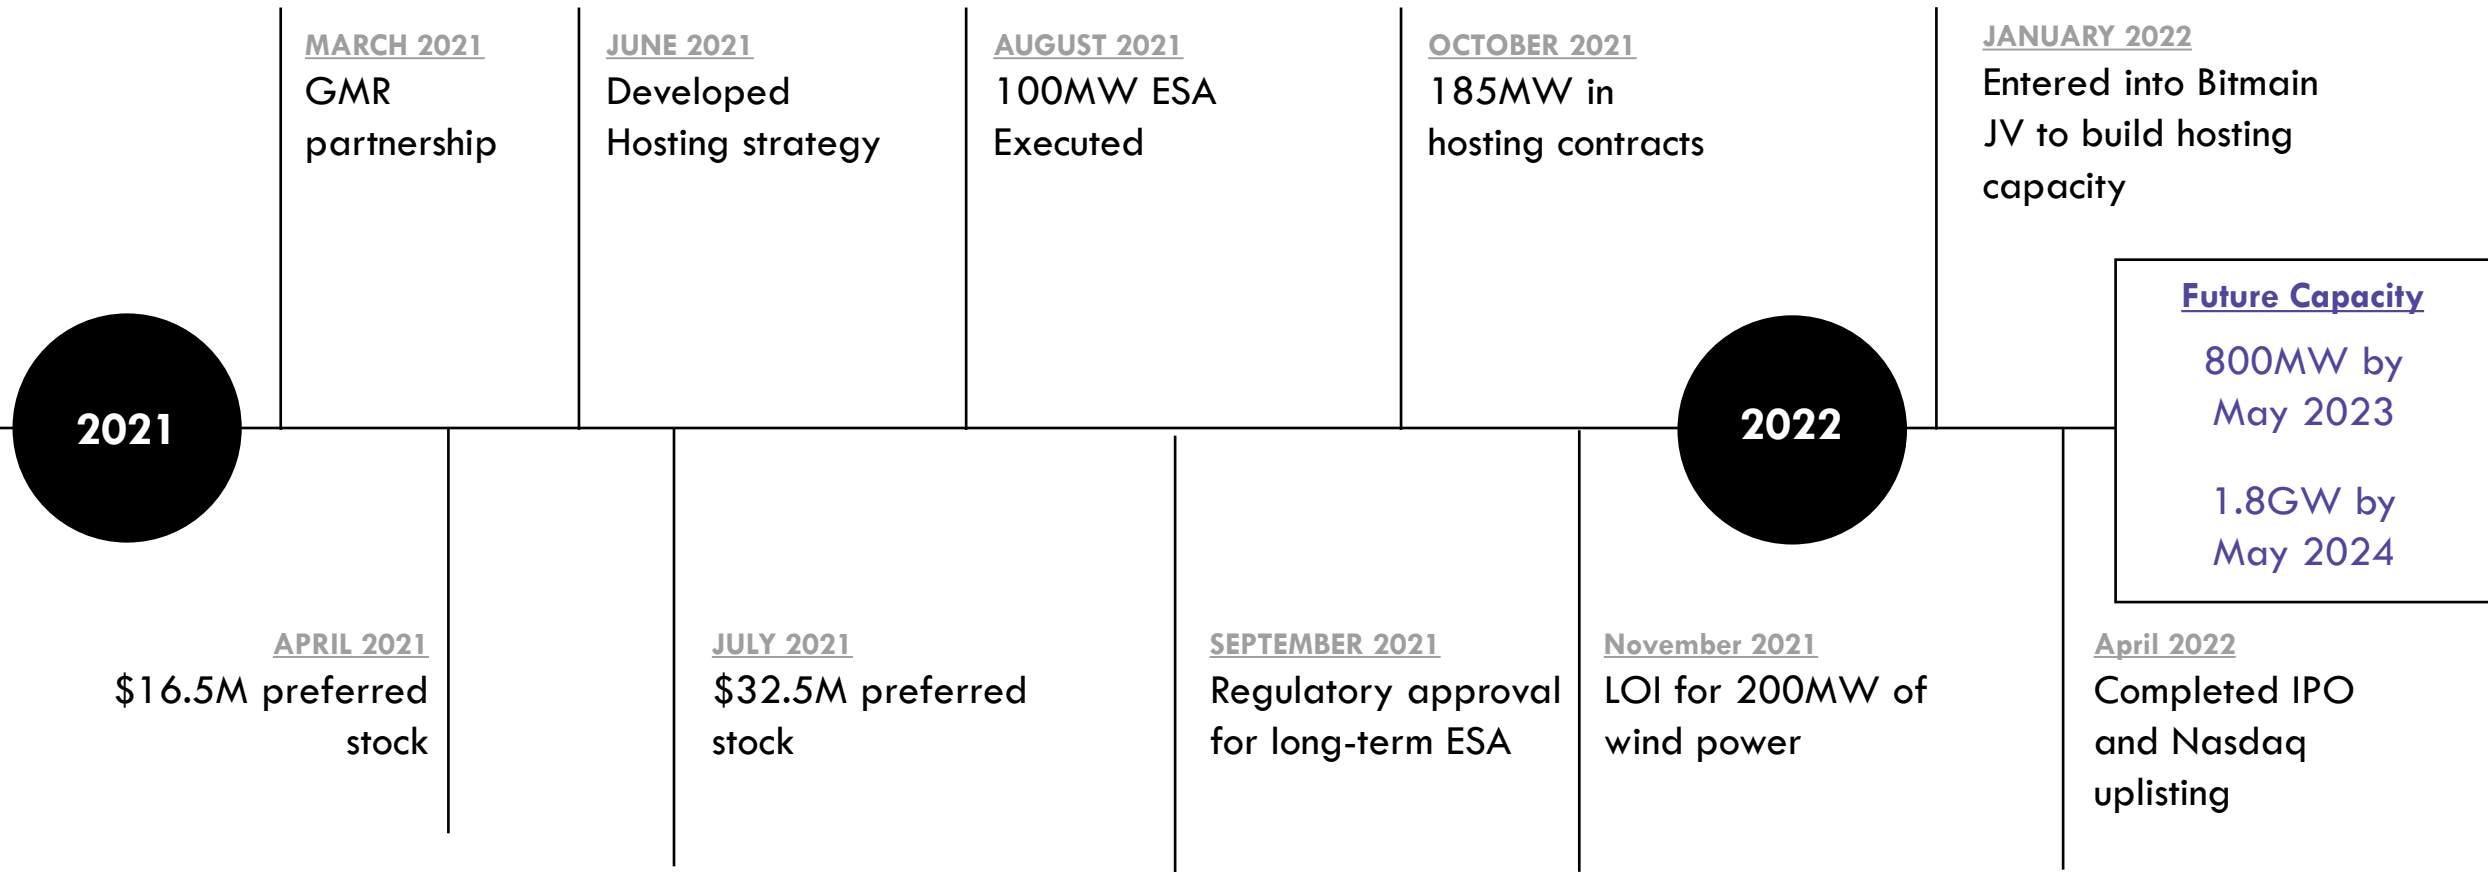 MARCH 2021
GMR
partnership
JUNE 2021
Developed
Hosting strategy
AUGUST 2021
100MW ESA
Executed
OCTOBER 2021
185MW in
hosting contracts
JANUARY 2022
Entered into Bitmain
JV to build hosting
capacity
2021
2022
Future Capacity
800MW by
May 2023
1.8GW by
May 2024
APRIL 2021
$16.5M preferred
stock
JULY 2021
$32.5M preferred
stock
SEPTEMBER 2021
Regulatory approval
for long-term ESA
November 2021
LOI for 200MW of
wind power
April 2022
Completed IPO
and Nasdaq
uplisting